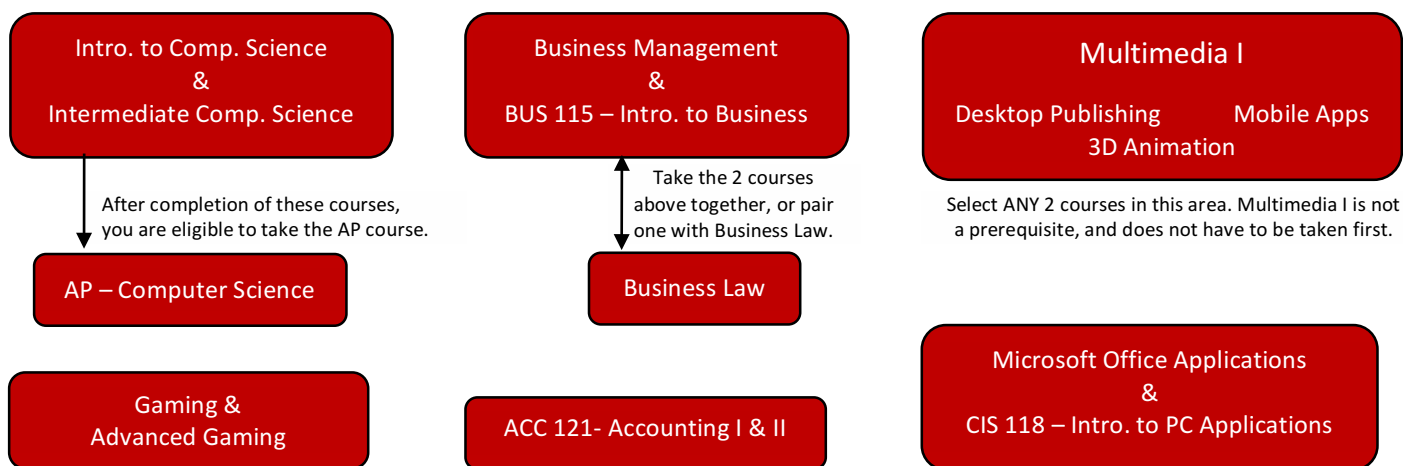 Intro. to Comp. Science
&
Intermediate Comp. Science
After completion of these courses,
you are eligible to take the AP course.
AP – Computer Science
Gaming &
Advanced Gaming
Business Management
&
BUS 115 – Intro. to Business
Take the 2 courses
above together, or pair
one with Business Law.
Business Law
ACC 121- Accounting I & II
Multimedia I
Desktop Publishing Mobile Apps
3D Animation
Select ANY 2 courses in this area. Multimedia I is not
a prerequisite, and does not have to be taken first.
Microsoft Office Applications
&
CIS 118 – Intro. to PC Applications